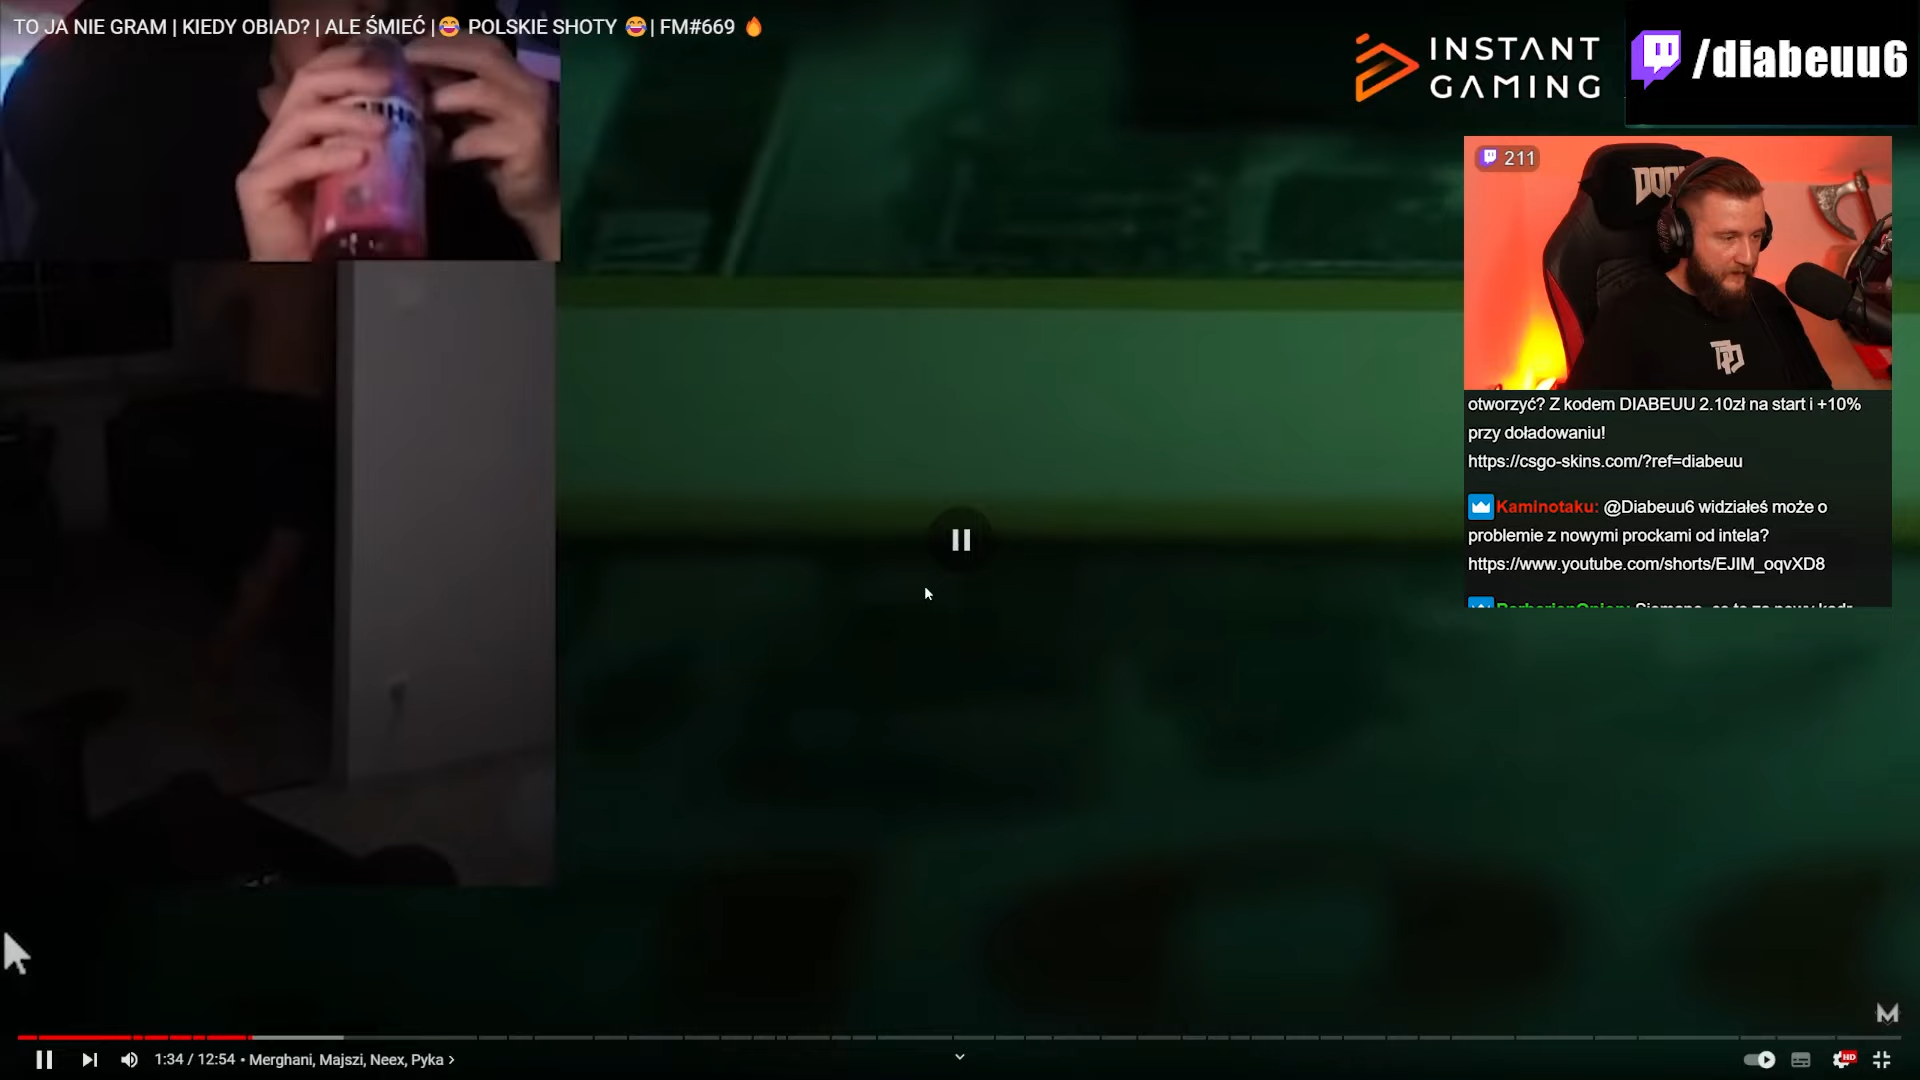 TO JA NIE GRAM | KIEDY OBIAD? | ALE ŚMIEĆ |😂 POLSKIE SHOTY 😂| FM#669 🔥
INSTANT
GAMING
/diabeuu6
211
DOOM
otworzyć? Z kodem DIABEUU 2.10zł na start i +10%
przy doładowaniu!
https://csgo-skins.com/?ref=diabeuu
Kaminotaku: @Diabeuu6 widziałeś może o
problemie z nowymi prockami od intela?
https://www.youtube.com/shorts/EJIM_oqvXD8
1:34 / 12:54 • Merghani, Majszi, Neex, Pyka ›
HD